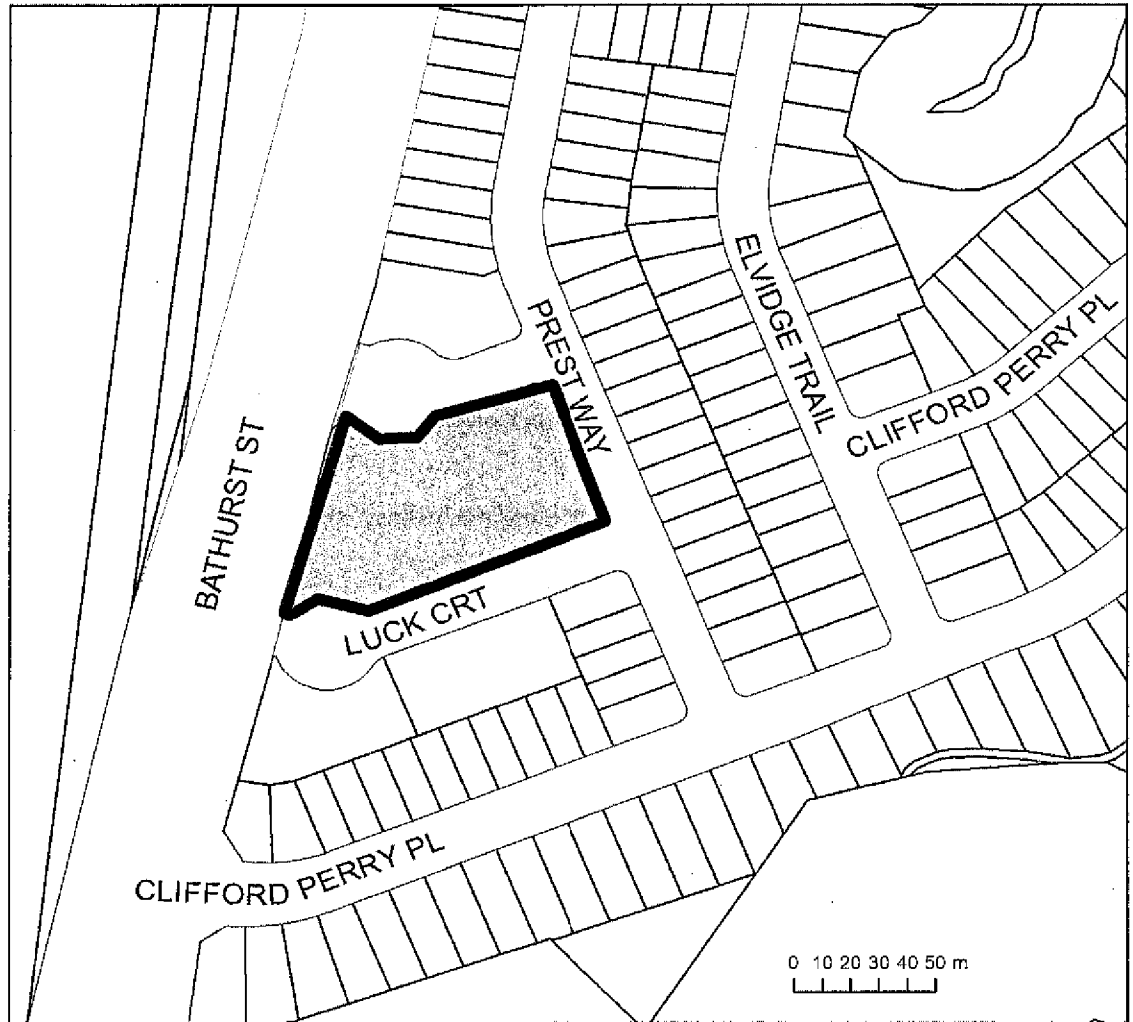 ELVIDGE TRAIL
PREST WAY
CLIFFORD PERRY PL
BATHURST ST
LUCK CRT
CLIFFORD PERRY PL
0 10 20 30 40 50 m